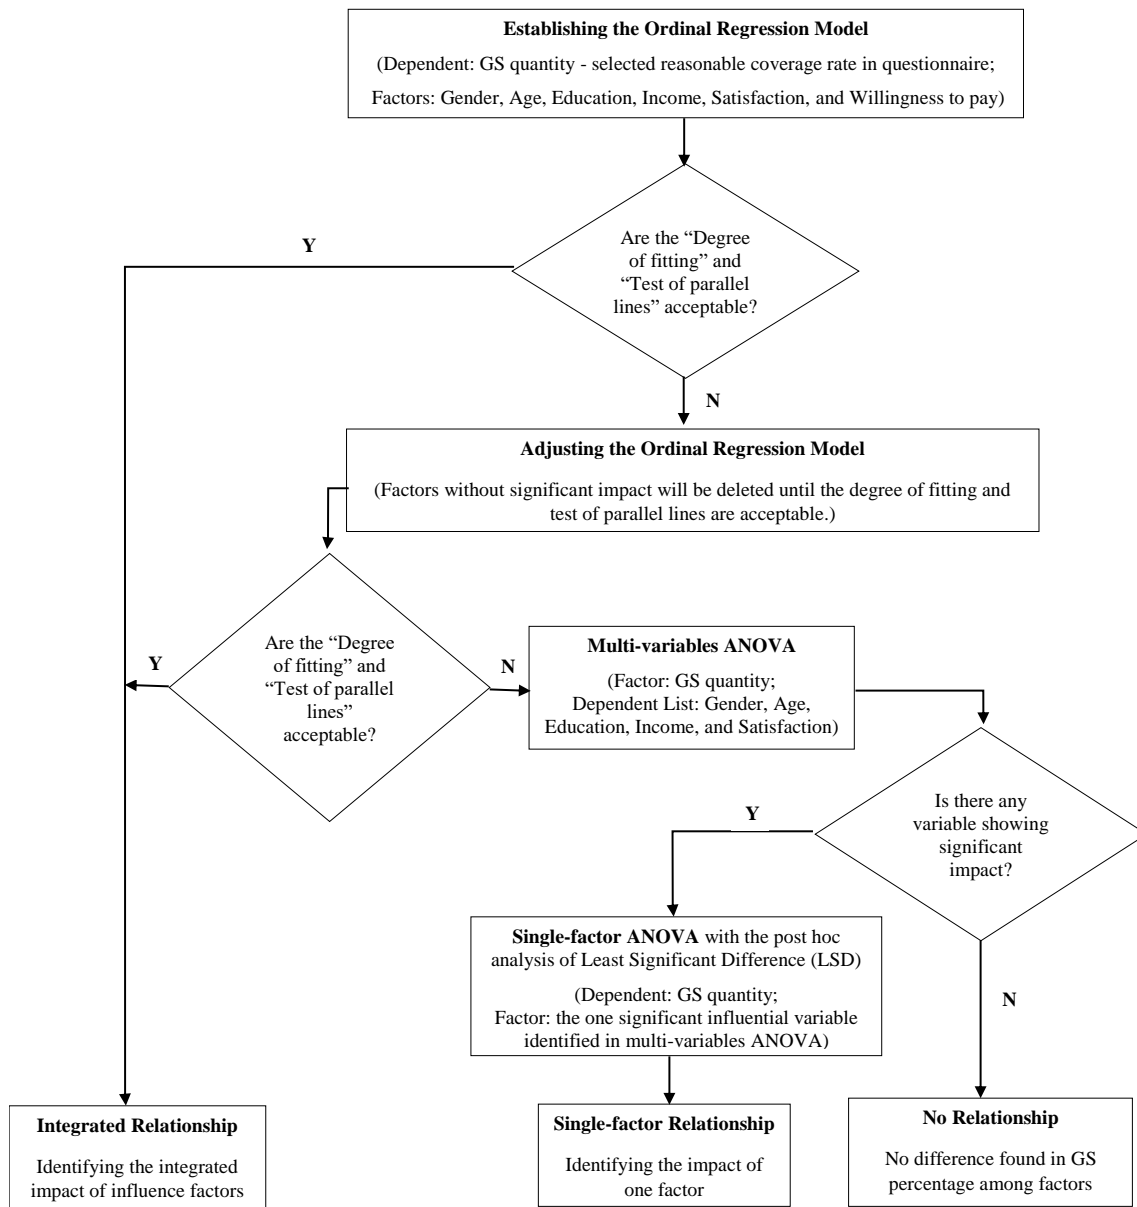 Establishing the Ordinal Regression Model
(Dependent: GS quantity - selected reasonable coverage rate in questionnaire;
Factors: Gender, Age, Education, Income, Satisfaction, and Willingness to pay)
Y
Are the “Degree
of fitting” and
“Test of parallel
lines” acceptable?
N
Adjusting the Ordinal Regression Model
(Factors without significant impact will be deleted until the degree of fitting and
test of parallel lines are acceptable.)
Y
Are the “Degree
of fitting” and
“Test of parallel
lines”
acceptable?
N
Multi-variables ANOVA
(Factor: GS quantity;
Dependent List: Gender, Age,
Education, Income, and Satisfaction)
Y
Is there any
variable showing
significant
impact?
Single-factor ANOVA with the post hoc
analysis of Least Significant Difference (LSD)
(Dependent: GS quantity;
Factor: the one significant influential variable
identified in multi-variables ANOVA)
N
Integrated Relationship
Identifying the integrated
impact of influence factors
Single-factor Relationship
Identifying the impact of
one factor
No Relationship
No difference found in GS
percentage among factors